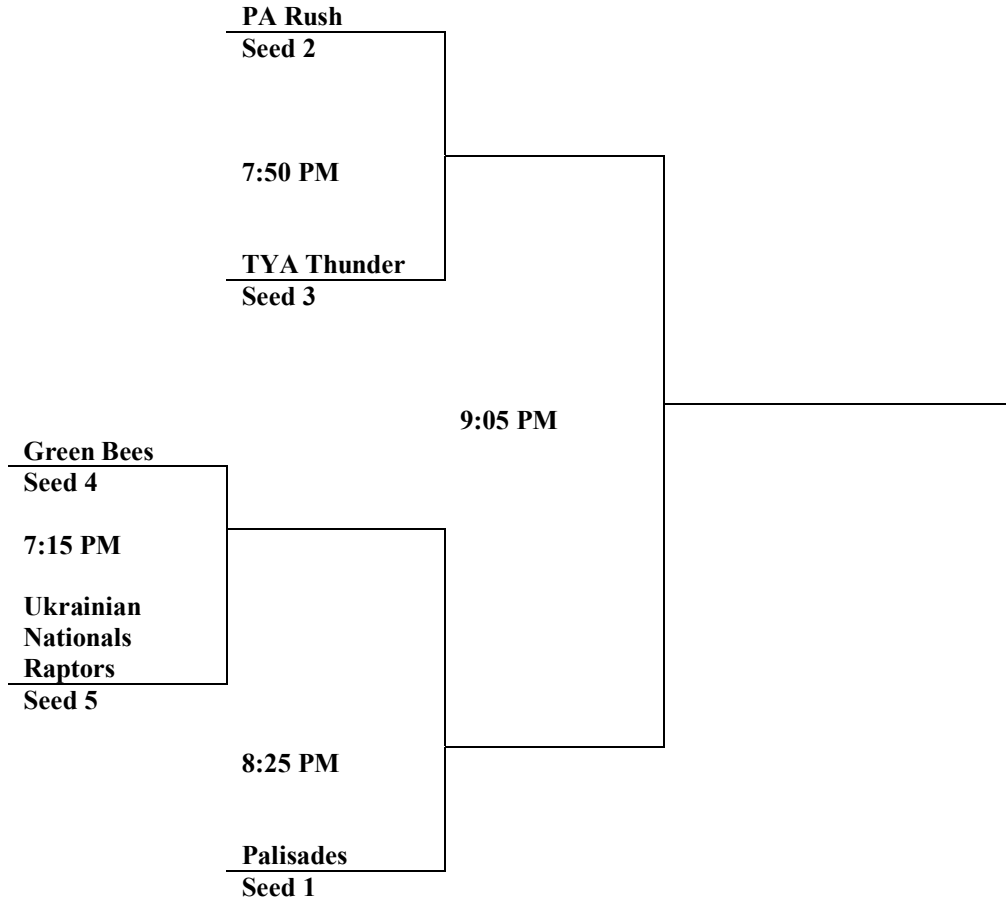 PA Rush
Seed 2
7:50 PM
TYA Thunder
Seed 3
9:05 PM
Green Bees
Seed 4
7:15 PM
Ukrainian
Nationals
Raptors
Seed 5
8:25 PM
Palisades
Seed 1